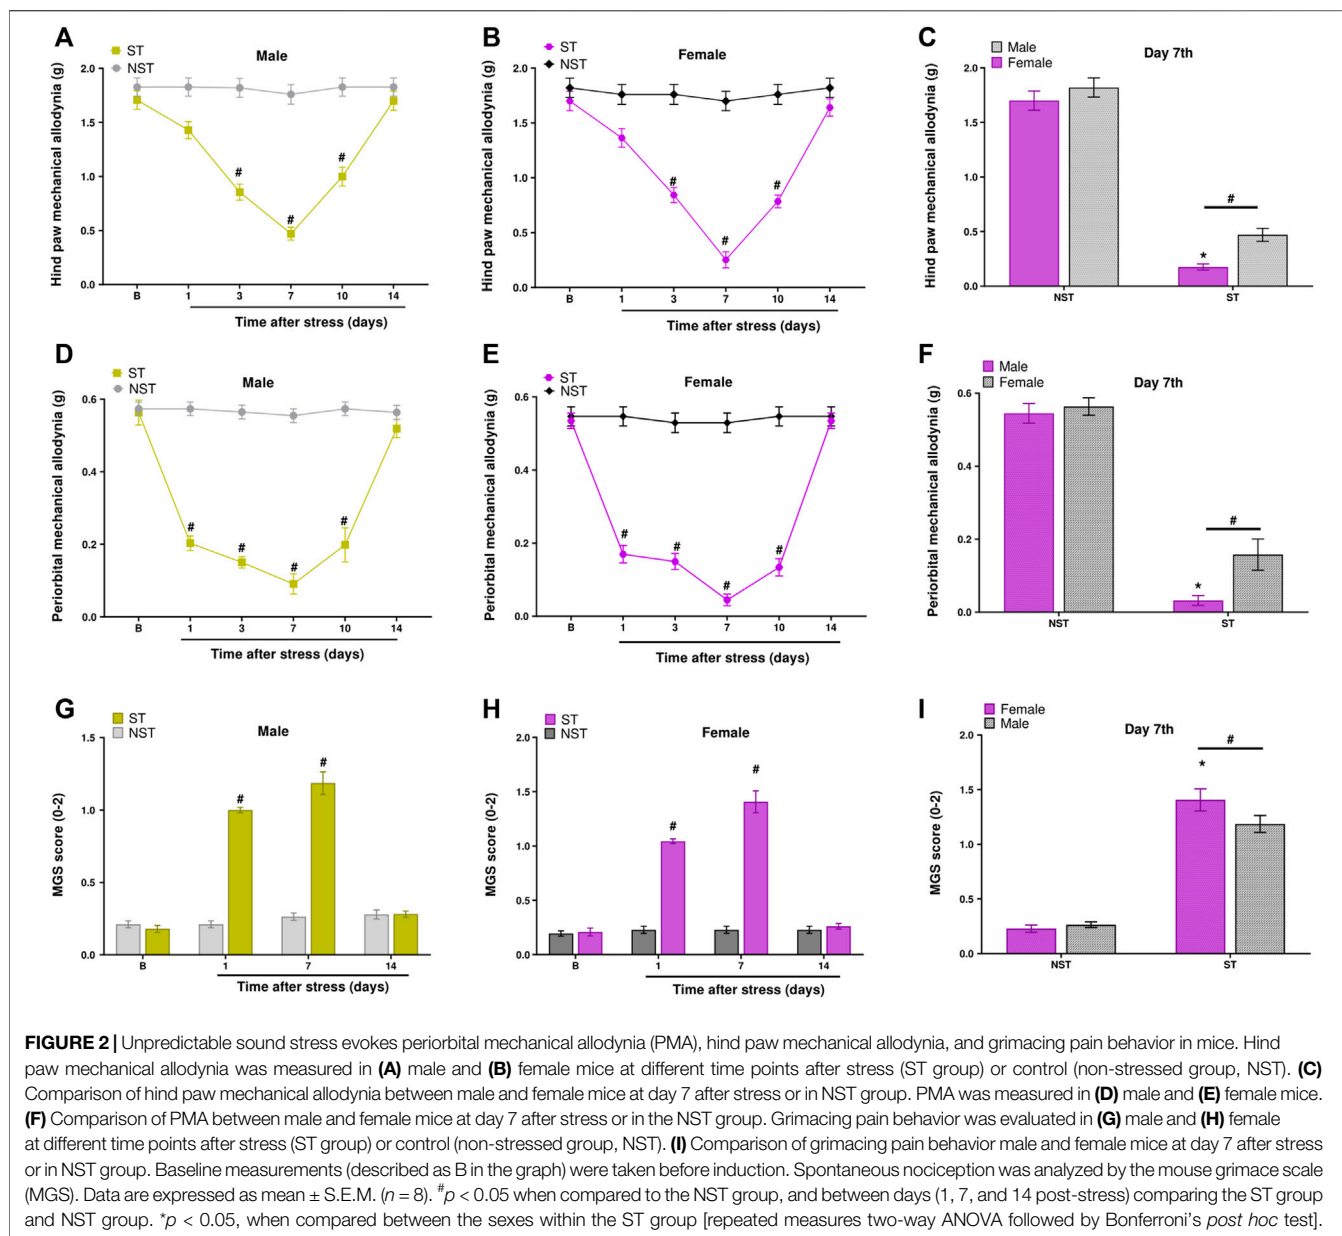 A
Male
ST
NST
Hind paw mechanical allodynia (g)
2.0
1.5
1.0
0.5
0.0
#
#
#
B 1 3 7 10 14
Time after stress (days)
B
Female
ST
NST
Hind paw mechanical allodynia (g)
2.0
1.5
1.0
0.5
0.0
#
#
#
B 1 3 7 10 14
Time after stress (days)
C
Day 7th
Male
Female
Hind paw mechanical allodynia (g)
2.0
1.5
1.0
0.5
0.0
#
*
NST ST
D
Male
ST
NST
Periorbital mechanical allodynia (g)
0.6
0.4
0.2
0.0
#
#
#
#
B 1 3 7 10 14
Time after stress (days)
E
Female
ST
NST
Periorbital mechanical allodynia (g)
0.6
0.4
0.2
0.0
#
#
#
#
B 1 3 7 10 14
Time after stress (days)
F
Day 7th
Male
Female
Periorbital mechanical allodynia (g)
0.6
0.4
0.2
0.0
#
*
NST ST
G
Male
ST
NST
MGS score (0-2)
1.5
1.0
0.5
0.0
#
#
B 1 7 14
Time after stress (days)
H
Female
ST
NST
MGS score (0-2)
2.0
1.5
1.0
0.5
0.0
#
#
B 1 7 14
Time after stress (days)
I
Day 7th
Female
Male
MGS score (0-2)
2.0
1.5
1.0
0.5
0.0
#
*
NST ST
FIGURE 2 | Unpredictable sound stress evokes periorbital mechanical allodynia (PMA), hind paw mechanical allodynia, and grimacing pain behavior in mice. Hind
paw mechanical allodynia was measured in (A) male and (B) female mice at different time points after stress (ST group) or control (non-stressed group, NST). (C)
Comparison of hind paw mechanical allodynia between male and female mice at day 7 after stress or in NST group. PMA was measured in (D) male and (E) female mice.
(F) Comparison of PMA between male and female mice at day 7 after stress or in the NST group. Grimacing pain behavior was evaluated in (G) male and (H) female
at different time points after stress (ST group) or control (non-stressed group, NST). (I) Comparison of grimacing pain behavior male and female mice at day 7 after stress
or in NST group. Baseline measurements (described as B in the graph) were taken before induction. Spontaneous nociception was analyzed by the mouse grimace scale
(MGS). Data are expressed as mean ± S.E.M. (n = 8). #p < 0.05 when compared to the NST group, and between days (1, 7, and 14 post-stress) comparing the ST group
and NST group. *p < 0.05, when compared between the sexes within the ST group [repeated measures two-way ANOVA followed by Bonferroni's post hoc test].